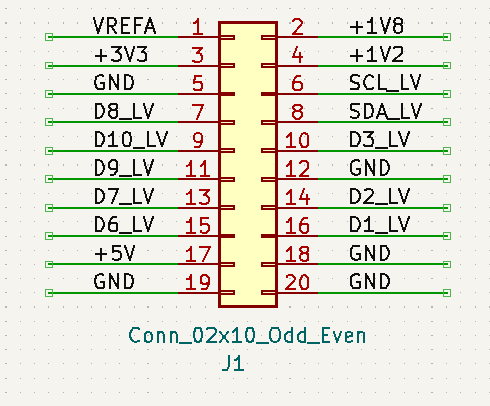 VREFA 1 2 +1V8
+3V3 3 4 +1V2
GND 5 6 SCL_LV
D8_LV 7 8 SDA_LV
D10_LV 9 10 D3_LV
D9_LV 11 12 GND
D7_LV 13 14 D2_LV
D6_LV 15 16 D1_LV
+5V 17 18 GND
GND 19 20 GND
Conn_02x10_Odd_Even
J1